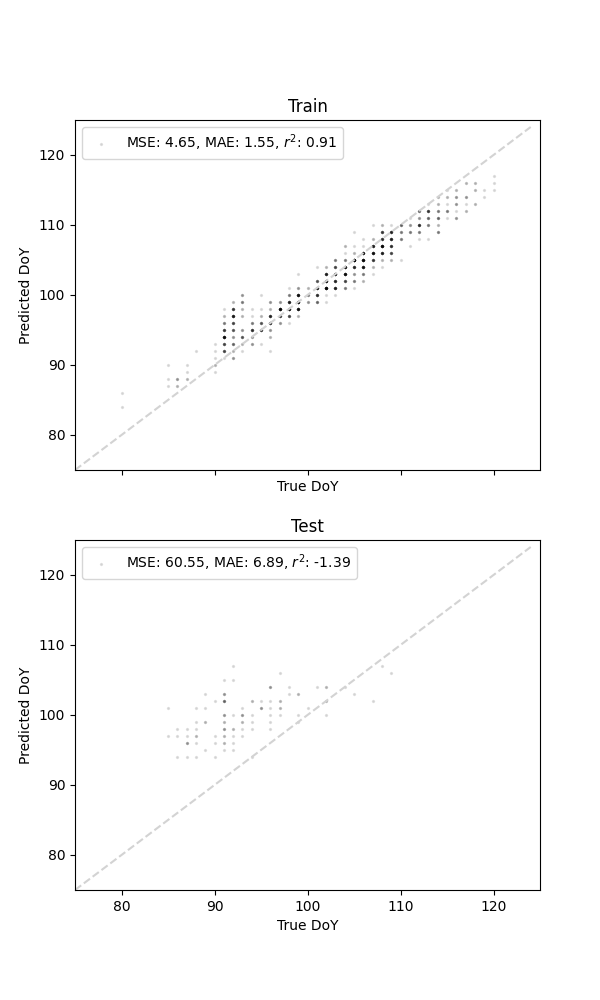 Train
MSE: 4.65, MAE: 1.55, r²: 0.91
120
110
100
90
80
Predicted DoY
True DoY
Test
MSE: 60.55, MAE: 6.89, r²: -1.39
120
110
100
90
80
Predicted DoY
80 90 100 110 120
True DoY